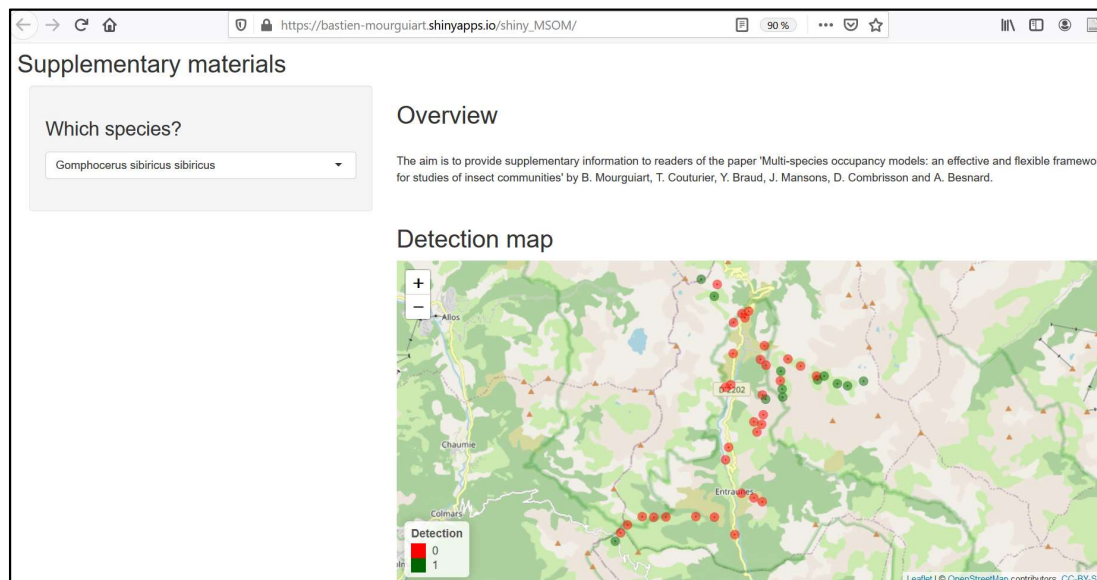 https://bastien-mourguiart.shinyapps.io/shiny_MSOM/
90 %
Supplementary materials
Which species?
Gomphocerus sibiricus sibiricus
Overview
The aim is to provide supplementary information to readers of the paper 'Multi-species occupancy models: an effective and flexible framewo
for studies of insect communities' by B. Mourguiart, T. Couturier, Y. Braud, J. Mansons, D. Combrisson and A. Besnard.
Detection map
+
−
Allos
D 2202
Chaumie
Entraunes
Colmars
Detection
0
1
Leaflet | © OpenStreetMap contributors, CC-BY-S